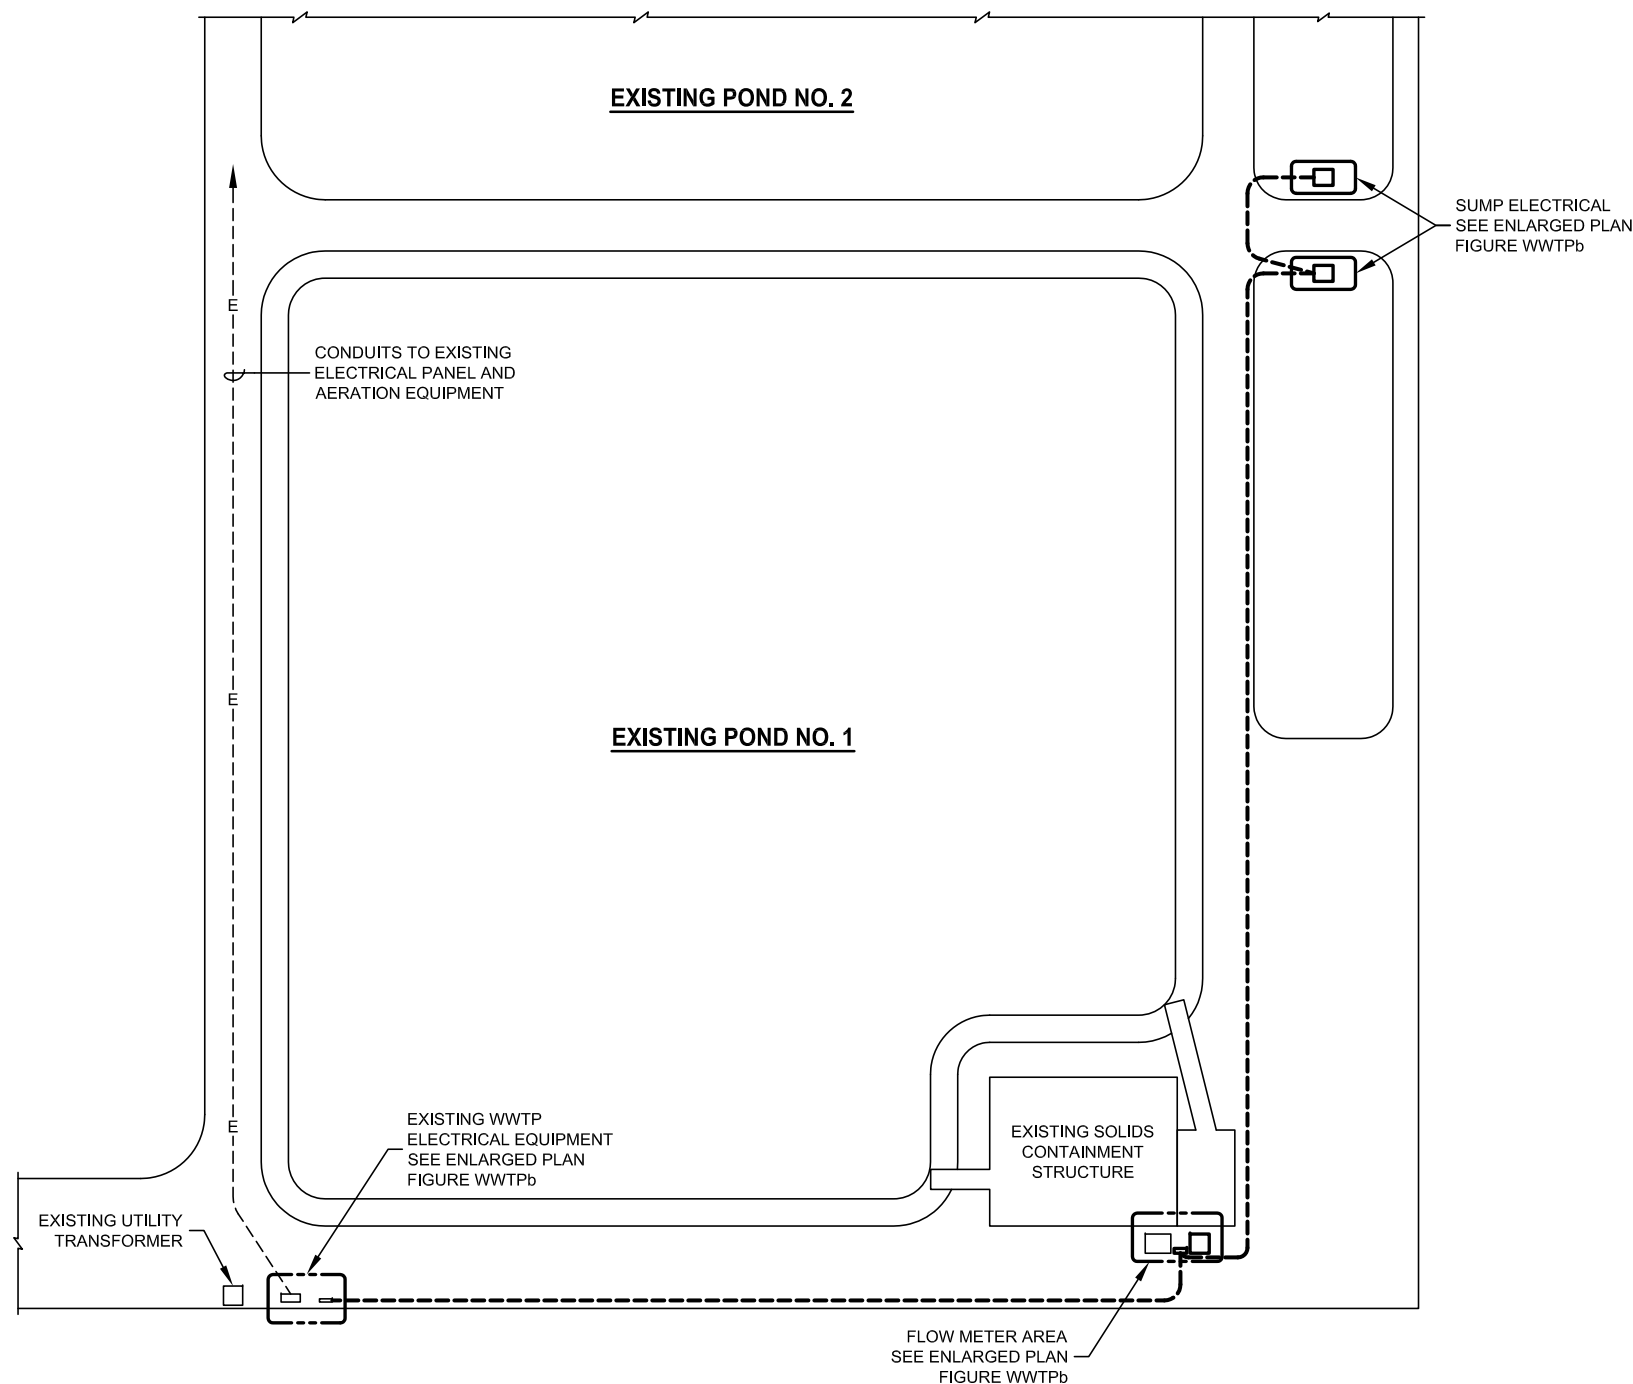 EXISTING POND NO. 2
SUMP ELECTRICAL
SEE ENLARGED PLAN
FIGURE WWTPb
E
CONDUITS TO EXISTING
ELECTRICAL PANEL AND
AERATION EQUIPMENT
E
EXISTING POND NO. 1
E
EXISTING WWTP
ELECTRICAL EQUIPMENT
SEE ENLARGED PLAN
FIGURE WWTPb
EXISTING SOLIDS
CONTAINMENT
STRUCTURE
EXISTING UTILITY
TRANSFORMER
FLOW METER AREA
SEE ENLARGED PLAN
FIGURE WWTPb